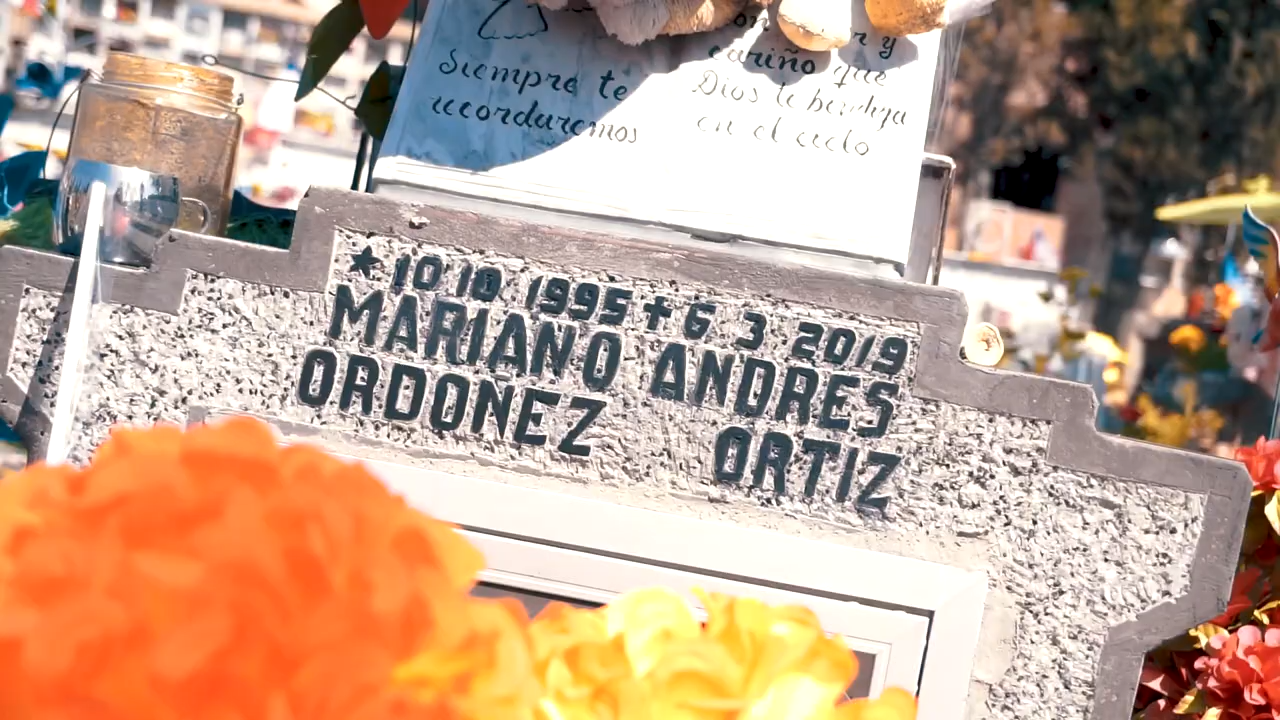 Siempre te
recordaremos
y
cariño que
Dios te bendiga
en el cielo
★ 10 10 1995 ✝ 6 3 2019
MARIANO ANDRES
ORDONEZ ORTIZ